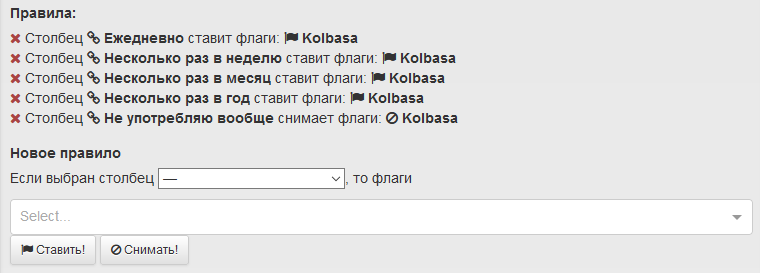 Правила:
Столбец Ежедневно ставит флаги: Kolbasa
Столбец Несколько раз в неделю ставит флаги: Kolbasa
Столбец Несколько раз в месяц ставит флаги: Kolbasa
Столбец Несколько раз в год ставит флаги: Kolbasa
Столбец Не употребляю вообще снимает флаги: Kolbasa
Новое правило
Если выбран столбец —, то флаги
Select...
Ставить! Снимать!